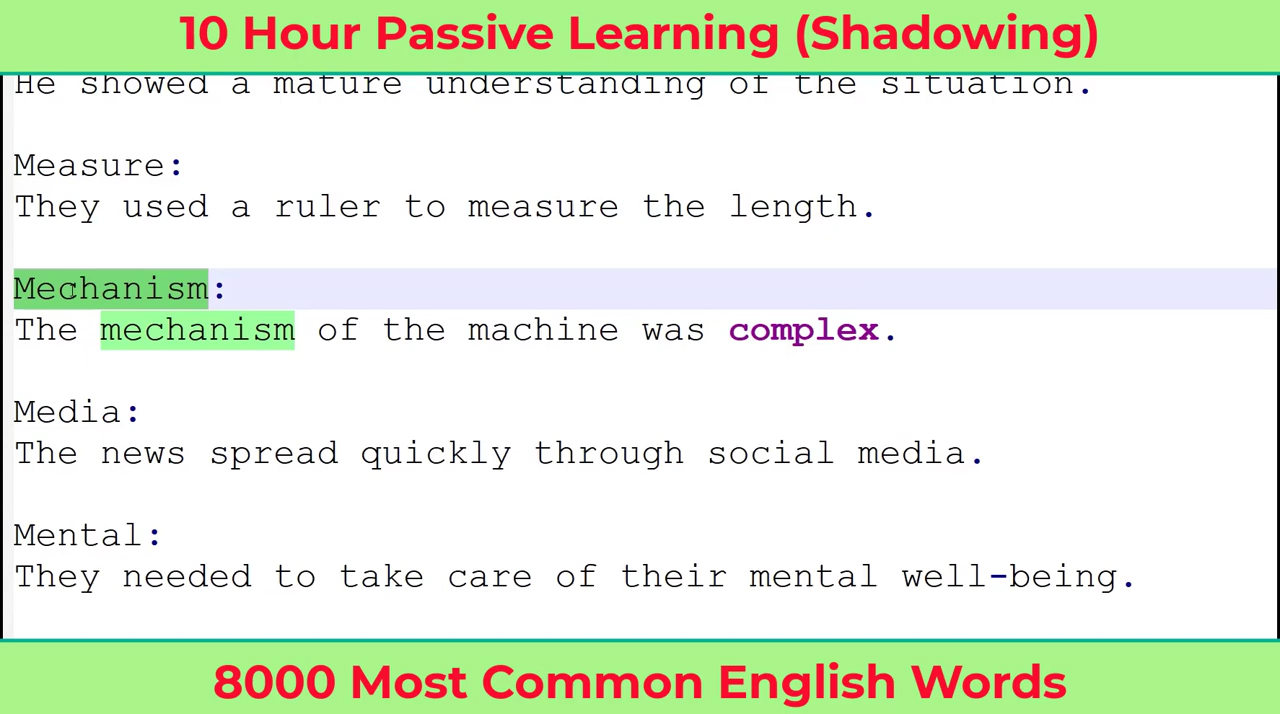 10 Hour Passive Learning (Shadowing)
He showed a mature understanding of the situation.
Measure:
They used a ruler to measure the length.
Mechanism:
The mechanism of the machine was complex.
Media:
The news spread quickly through social media.
Mental:
They needed to take care of their mental well-being.
8000 Most Common English Words